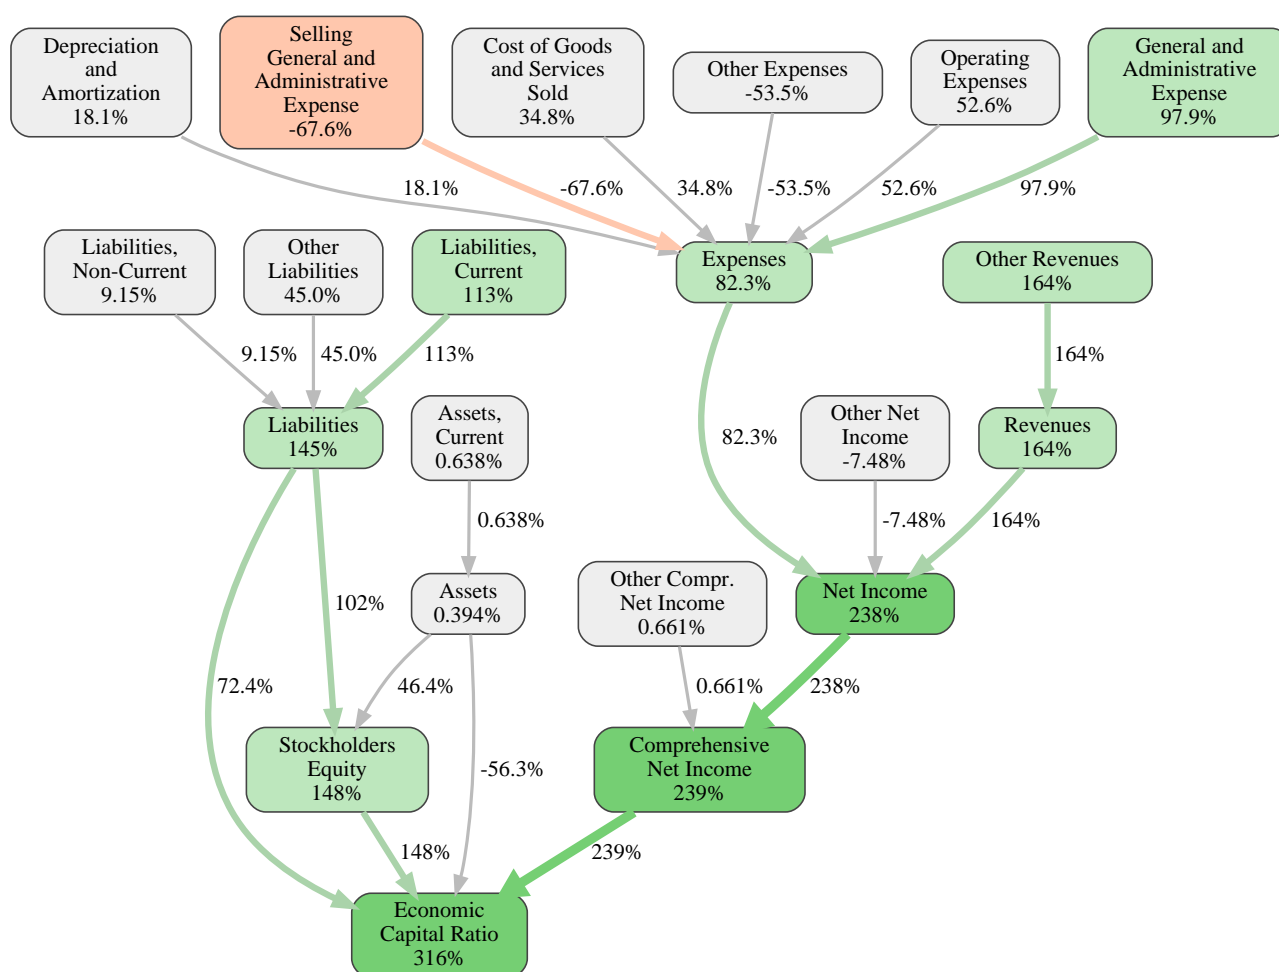 Depreciation
and
Amortization
18.1%
Selling
General and
Administrative
Expense
-67.6%
Cost of Goods
and Services
Sold
34.8%
Other Expenses
-53.5%
Operating
Expenses
52.6%
General and
Administrative
Expense
97.9%
18.1%
-67.6%
34.8%
-53.5%
52.6%
97.9%
Liabilities,
Non-Current
9.15%
Other
Liabilities
45.0%
Liabilities,
Current
113%
Expenses
82.3%
Other Revenues
164%
9.15%
45.0%
113%
164%
Liabilities
145%
Assets,
Current
0.638%
82.3%
Other Net
Income
-7.48%
Revenues
164%
0.638%
-7.48%
164%
102%
Assets
0.394%
Other Compr.
Net Income
0.661%
Net Income
238%
72.4%
46.4%
0.661%
238%
Stockholders
Equity
148%
-56.3%
Comprehensive
Net Income
239%
148%
239%
Economic
Capital Ratio
316%